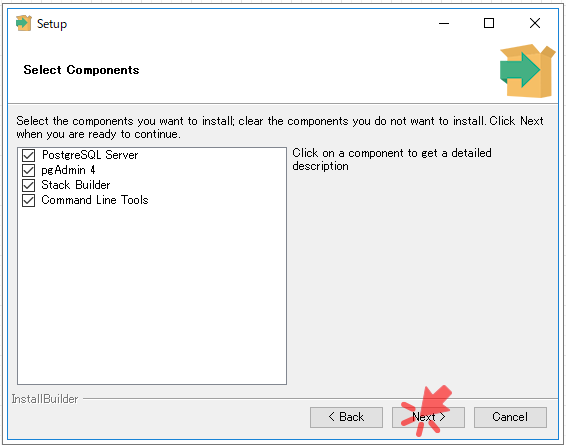 Setup
Select Components
Select the components you want to install; clear the components you do not want to install. Click Next
when you are ready to continue.
PostgreSQL Server
pgAdmin 4
Stack Builder
Command Line Tools
Click on a component to get a detailed
description
InstallBuilder
< Back
Next >
Cancel